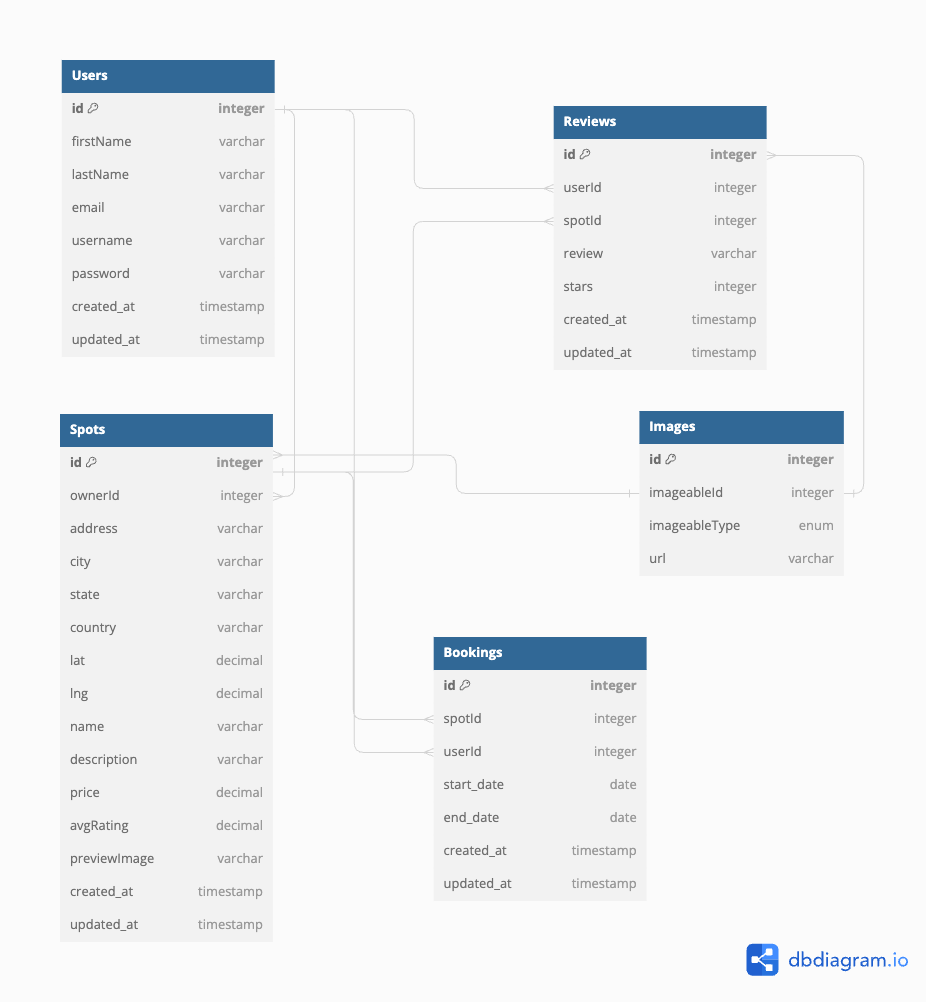 Users
id integer
firstName varchar
lastName varchar
email varchar
username varchar
password varchar
created_at timestamp
updated_at timestamp
Reviews
id integer
userId integer
spotId integer
review varchar
stars integer
created_at timestamp
updated_at timestamp
Spots
id integer
ownerId integer
address varchar
city varchar
state varchar
country varchar
lat decimal
lng decimal
name varchar
description varchar
price decimal
avgRating decimal
previewImage varchar
created_at timestamp
updated_at timestamp
Images
id integer
imageableId integer
imageableType enum
url varchar
Bookings
id integer
spotId integer
userId integer
start_date date
end_date date
created_at timestamp
updated_at timestamp
dbdiagram.io